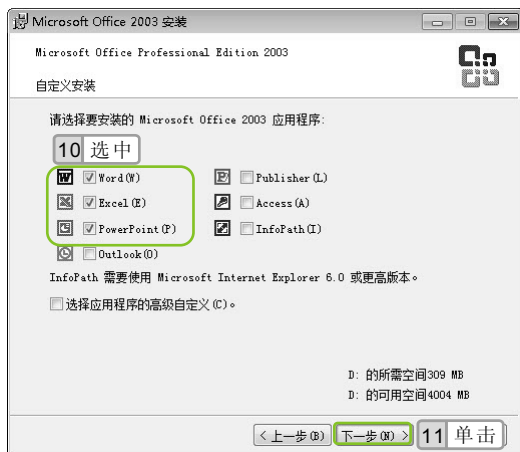 Microsoft Office 2003 安装
Microsoft Office Professional Edition 2003
自定义安装
请选择要安装的 Microsoft Office 2003 应用程序:
10 选中
Word(W) Publisher(L)
Excel(E) Access(A)
PowerPoint(P) InfoPath(I)
Outlook(O)
InfoPath 需要使用 Microsoft Internet Explorer 6.0 或更高版本。
选择应用程序的高级自定义(C)。
D: 的所需空间309 MB
D: 的可用空间4004 MB
<上一步(B) 下一步(N)> 11 单击